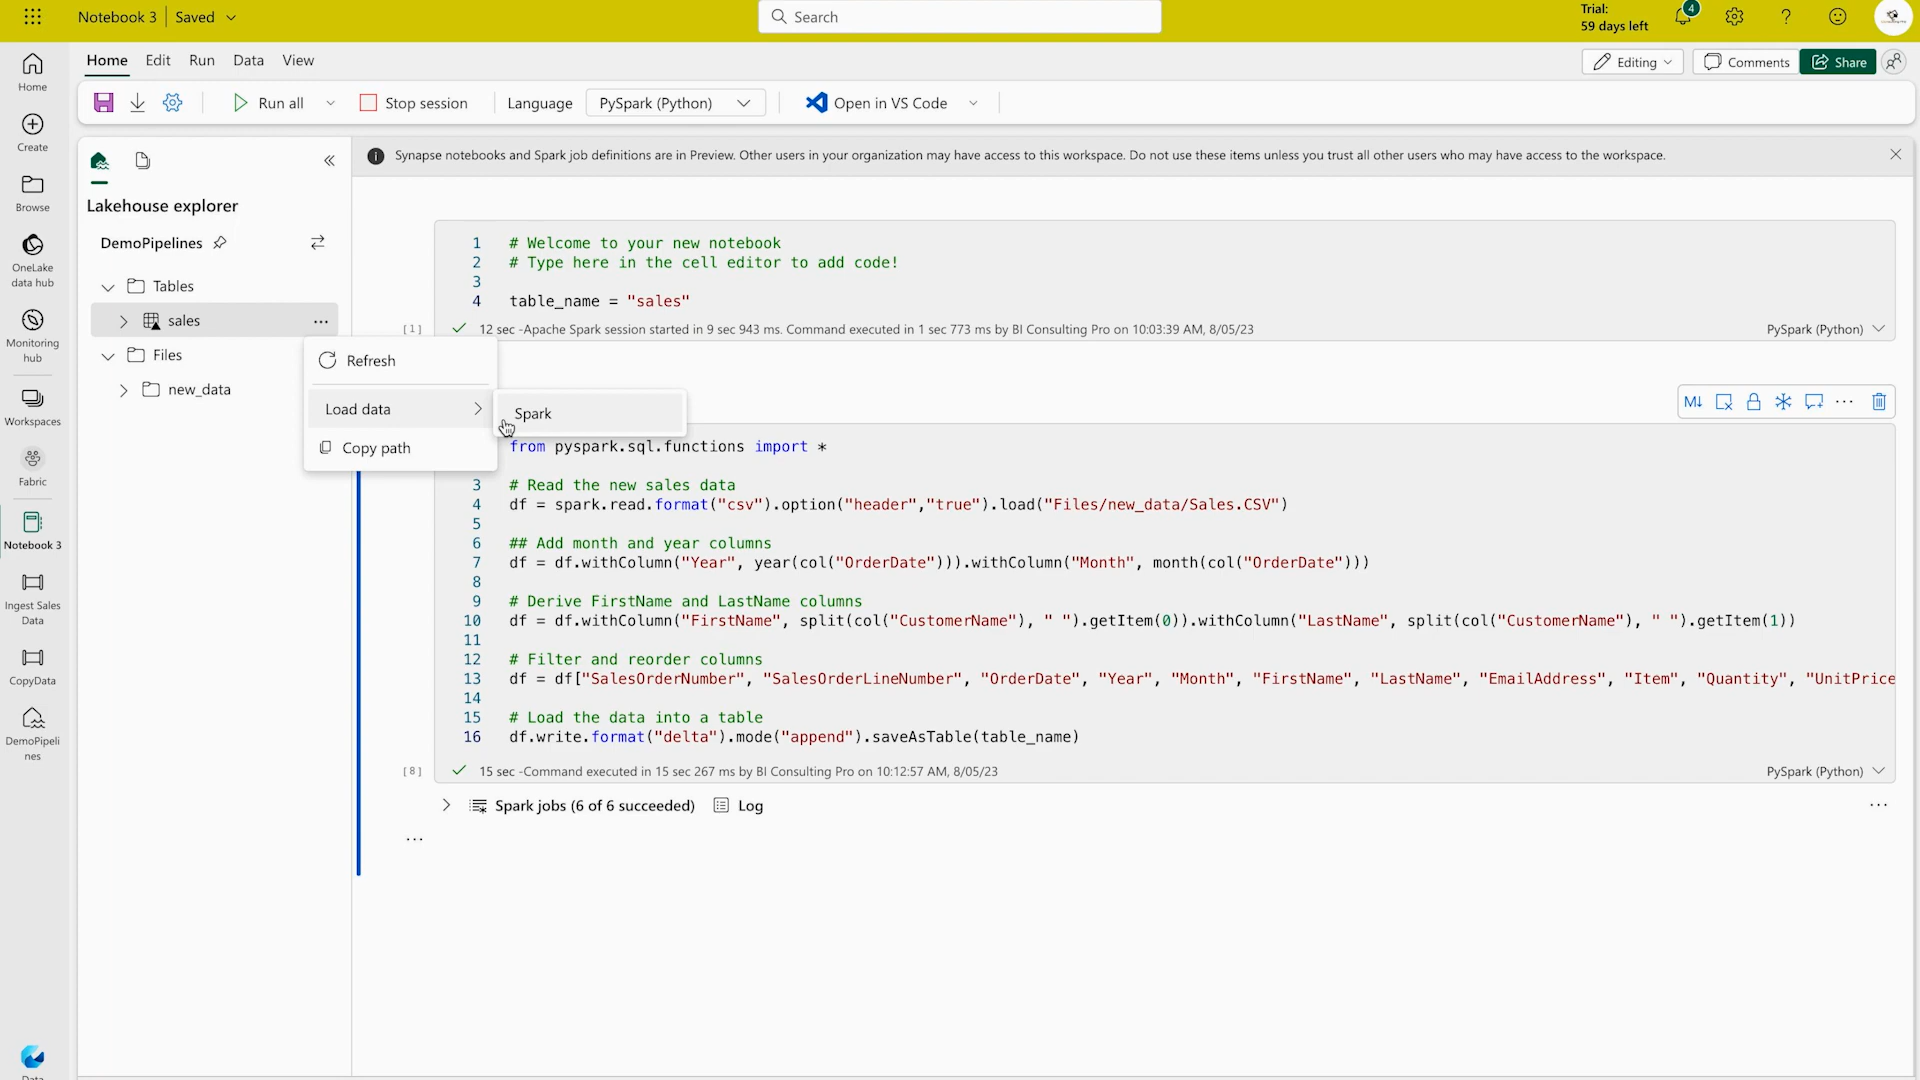 Notebook 3 Saved
Search
Trial:
59 days left
4
Home Edit Run Data View
Editing
Comments
Share
Run all
Stop session
Language
PySpark (Python)
Open in VS Code
Home
Create
Browse
OneLake
data hub
Monitoring
hub
Workspaces
Fabric
Notebook 3
Ingest Sales
Data
CopyData
DemoPipeli
nes
Data
Lakehouse explorer
DemoPipelines
Tables
sales
Files
new_data
Refresh
Load data
Copy path
Spark
Synapse notebooks and Spark job definitions are in Preview. Other users in your organization may have access to this workspace. Do not use these items unless you trust all other users who may have access to the workspace.
1 # Welcome to your new notebook
2 # Type here in the cell editor to add code!
3
4 table_name = "sales"
[1] 12 sec -Apache Spark session started in 9 sec 943 ms. Command executed in 1 sec 773 ms by BI Consulting Pro on 10:03:39 AM, 8/05/23 PySpark (Python)
M↓
from pyspark.sql.functions import *
3 # Read the new sales data
4 df = spark.read.format("csv").option("header","true").load("Files/new_data/Sales.CSV")
5
6 ## Add month and year columns
7 df = df.withColumn("Year", year(col("OrderDate"))).withColumn("Month", month(col("OrderDate")))
8
9 # Derive FirstName and LastName columns
10 df = df.withColumn("FirstName", split(col("CustomerName"), " ").getItem(0)).withColumn("LastName", split(col("CustomerName"), " ").getItem(1))
11
12 # Filter and reorder columns
13 df = df["SalesOrderNumber", "SalesOrderLineNumber", "OrderDate", "Year", "Month", "FirstName", "LastName", "EmailAddress", "Item", "Quantity", "UnitPrice
14
15 # Load the data into a table
16 df.write.format("delta").mode("append").saveAsTable(table_name)
[8] 15 sec -Command executed in 15 sec 267 ms by BI Consulting Pro on 10:12:57 AM, 8/05/23 PySpark (Python)
Spark jobs (6 of 6 succeeded) Log